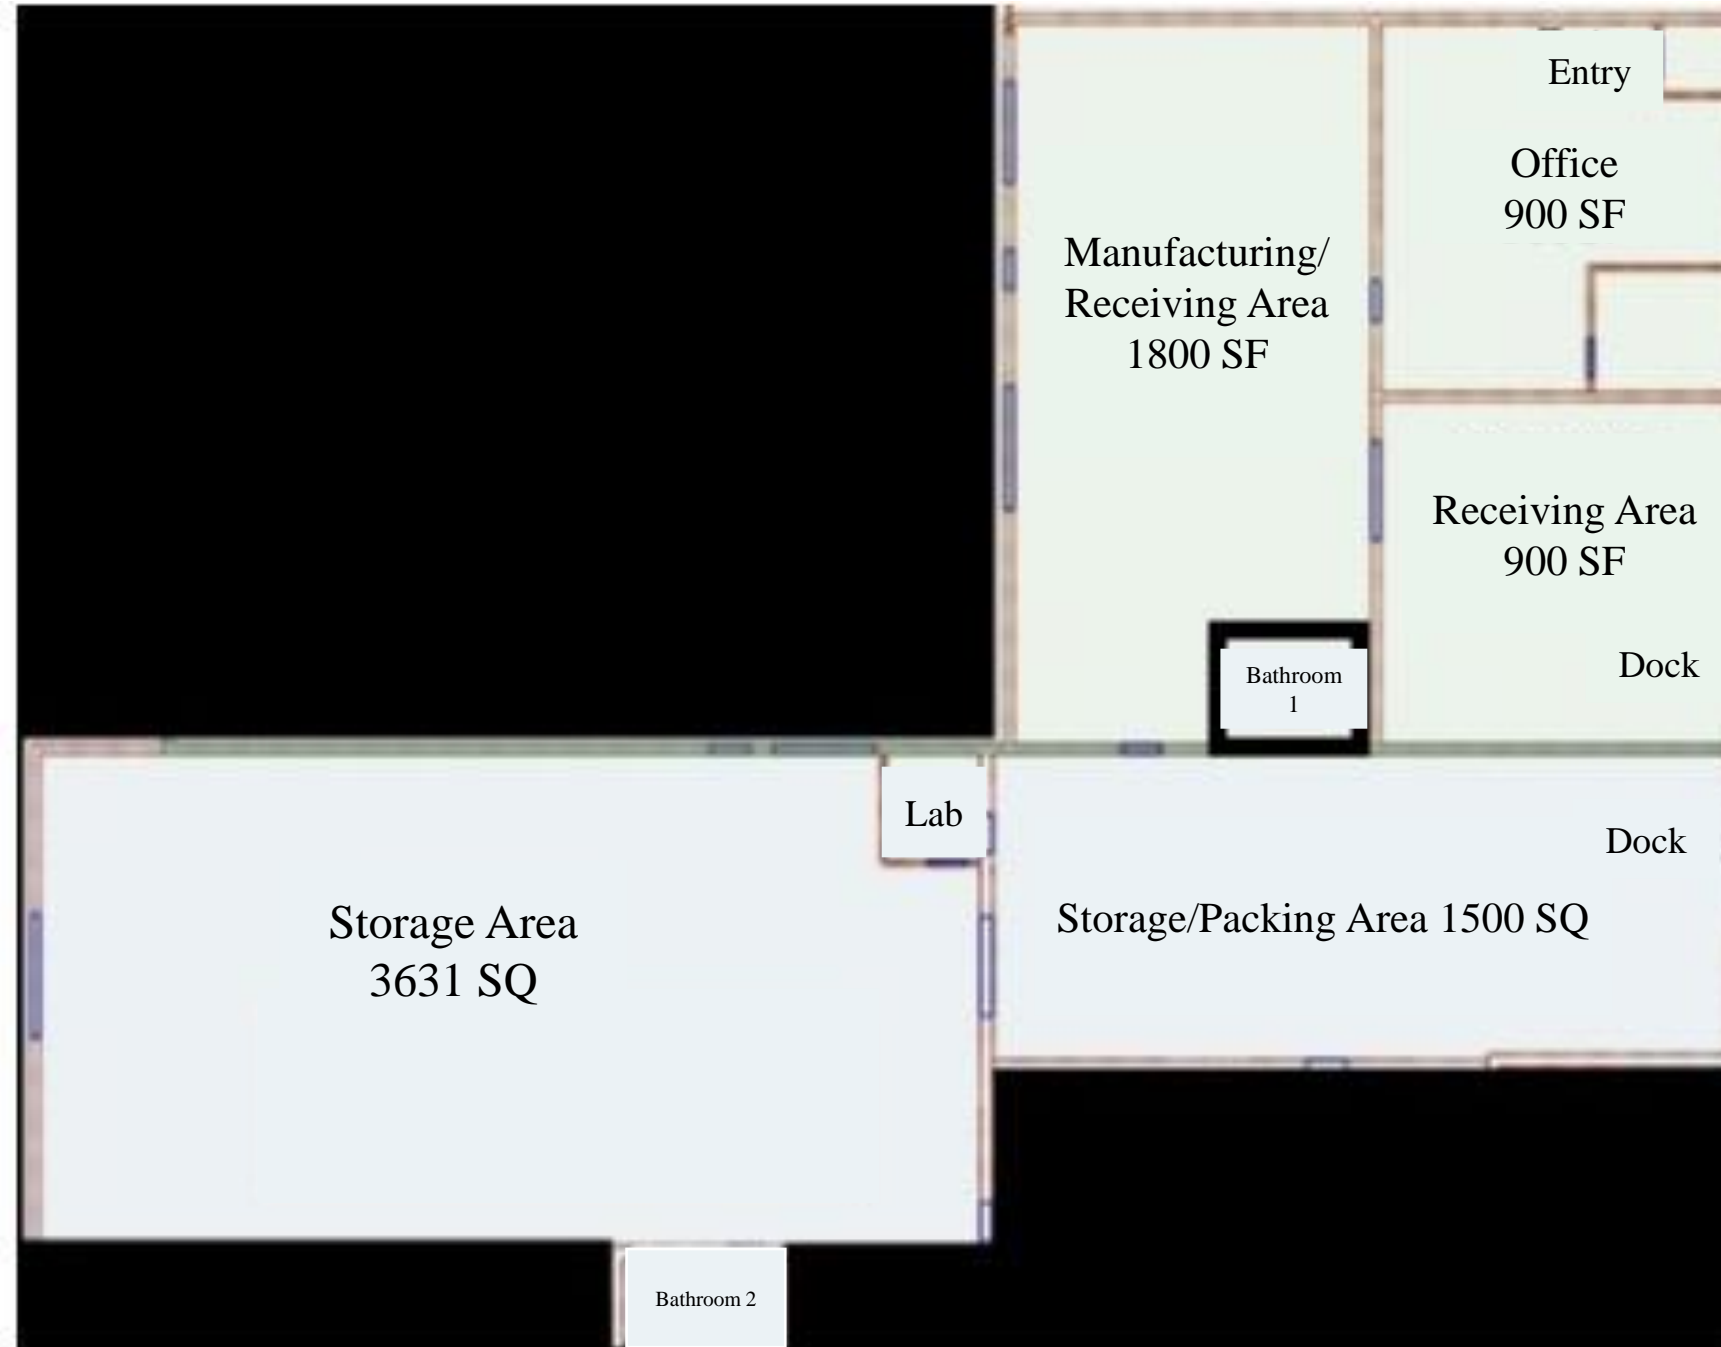 Entry
Office
900 SF
Manufacturing/
Receiving Area
1800 SF
Receiving Area
900 SF
Bathroom
1
Dock
Lab
Dock
Storage Area
3631 SQ
Storage/Packing Area 1500 SQ
Bathroom 2